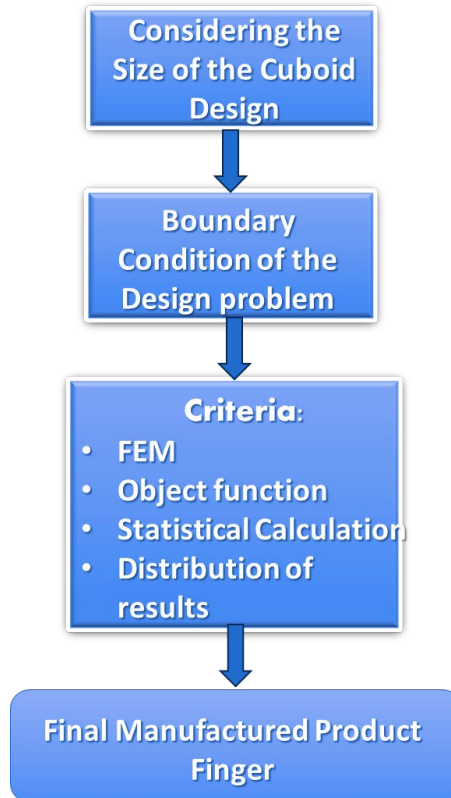 Considering the
Size of the Cuboid
Design
Boundary
Condition of the
Design problem
Criteria:
• FEM
• Object function
• Statistical Calculation
• Distribution of
results
Final Manufactured Product
Finger